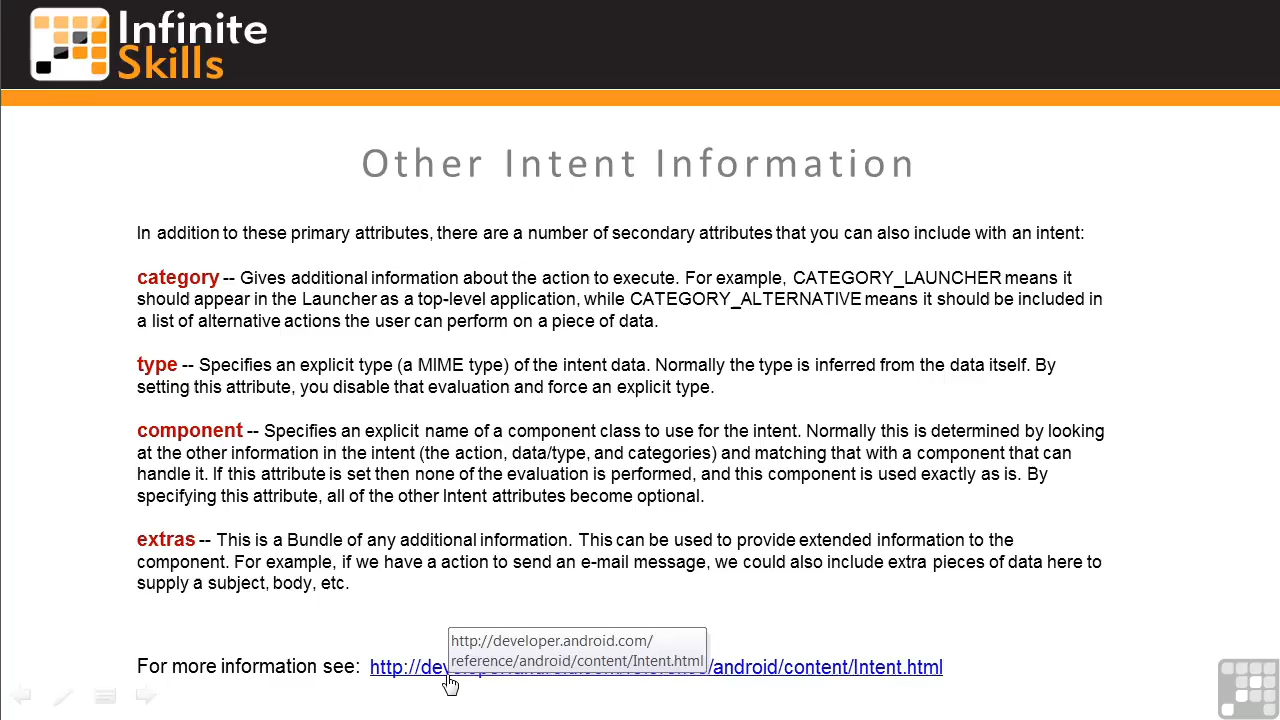 Infinite
Skills
Other Intent Information
In addition to these primary attributes, there are a number of secondary attributes that you can also include with an intent:
category -- Gives additional information about the action to execute. For example, CATEGORY_LAUNCHER means it
should appear in the Launcher as a top-level application, while CATEGORY_ALTERNATIVE means it should be included in
a list of alternative actions the user can perform on a piece of data.
type -- Specifies an explicit type (a MIME type) of the intent data. Normally the type is inferred from the data itself. By
setting this attribute, you disable that evaluation and force an explicit type.
component -- Specifies an explicit name of a component class to use for the intent. Normally this is determined by looking
at the other information in the intent (the action, data/type, and categories) and matching that with a component that can
handle it. If this attribute is set then none of the evaluation is performed, and this component is used exactly as is. By
specifying this attribute, all of the other Intent attributes become optional.
extras -- This is a Bundle of any additional information. This can be used to provide extended information to the
component. For example, if we have a action to send an e-mail message, we could also include extra pieces of data here to
supply a subject, body, etc.
http://developer.android.com/
reference/android/content/Intent.html
For more information see: http://developer.android.com/reference/android/content/Intent.html